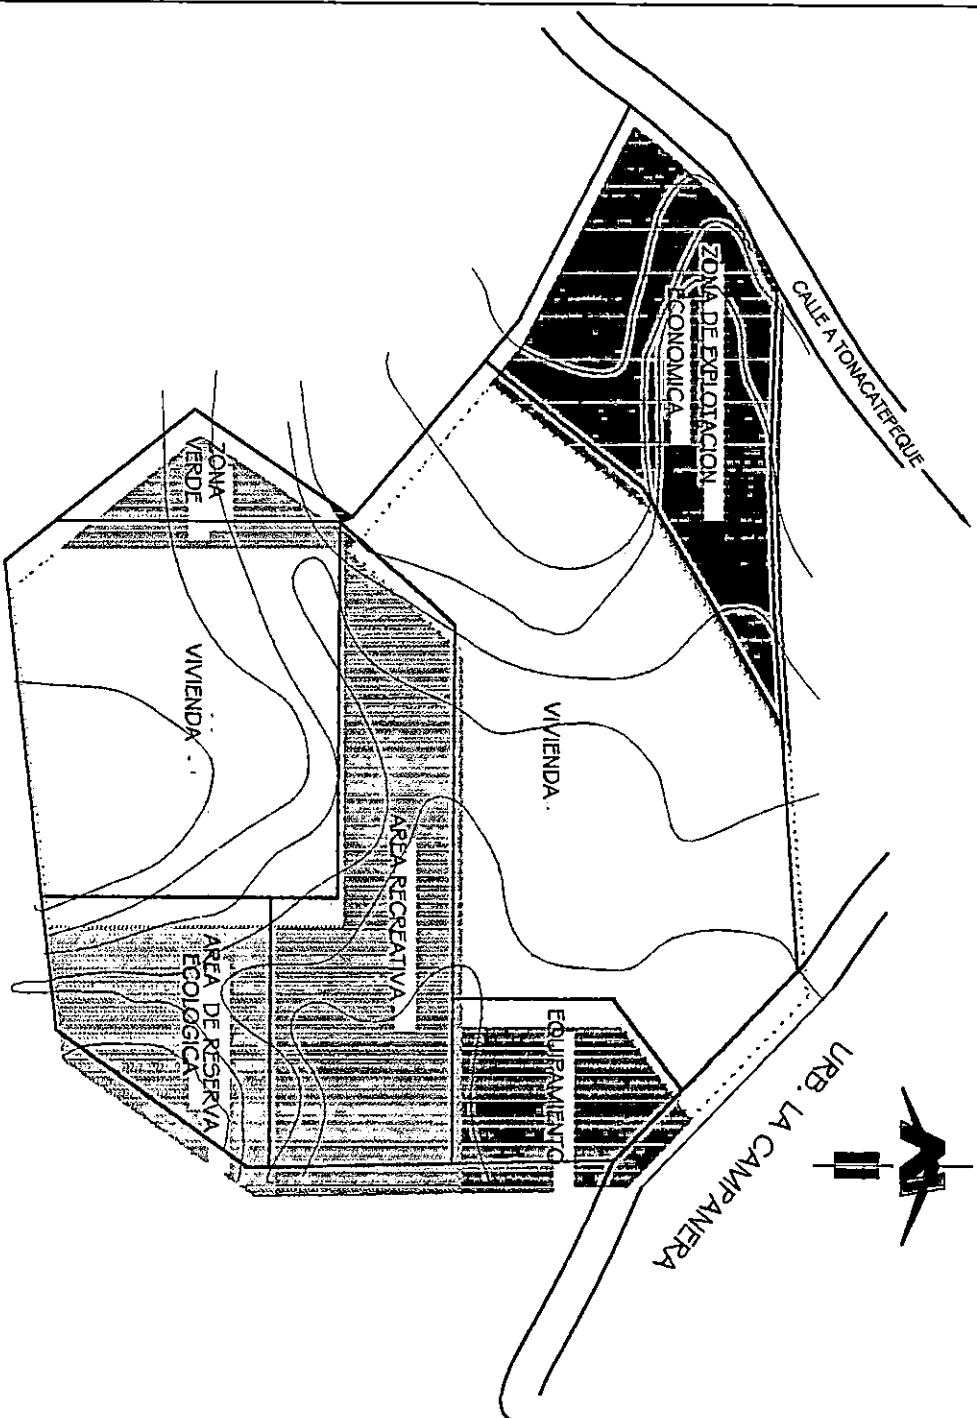 CALLE A TONACATEPEQUE
ZONA DE EXPLOTACION
ECONOMICA
ZONA
VERDE
VIVIENDA
VIVIENDA
AREA RECREATIVA
AREA DE RESERVA
ECOLOGICA
EQUIPAMIENTO
URB. LA CAMPANERA